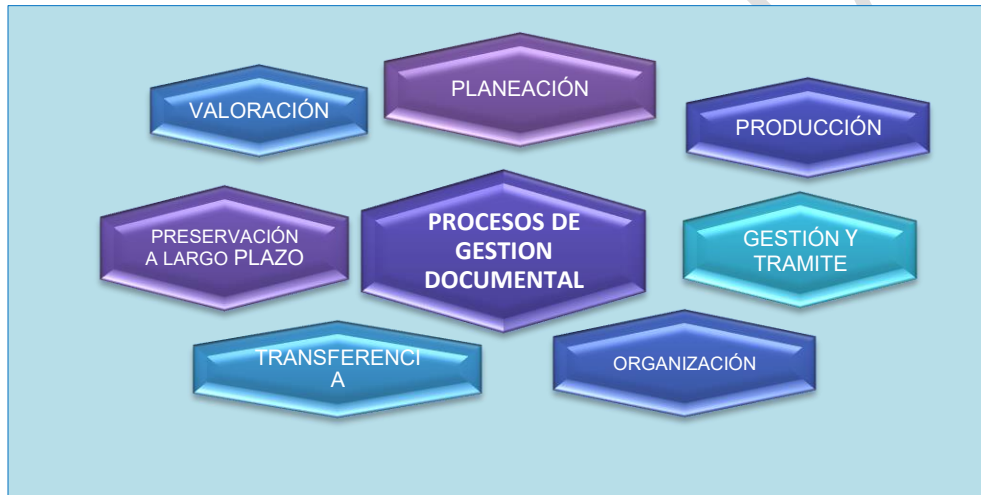 PLANEACIÓN
VALORACIÓN
PRODUCCIÓN
PROCESOS DE
GESTION
DOCUMENTAL
PRESERVACIÓN
A LARGO PLAZO
GESTIÓN Y
TRAMITE
TRANSFERENCI
A
ORGANIZACIÓN